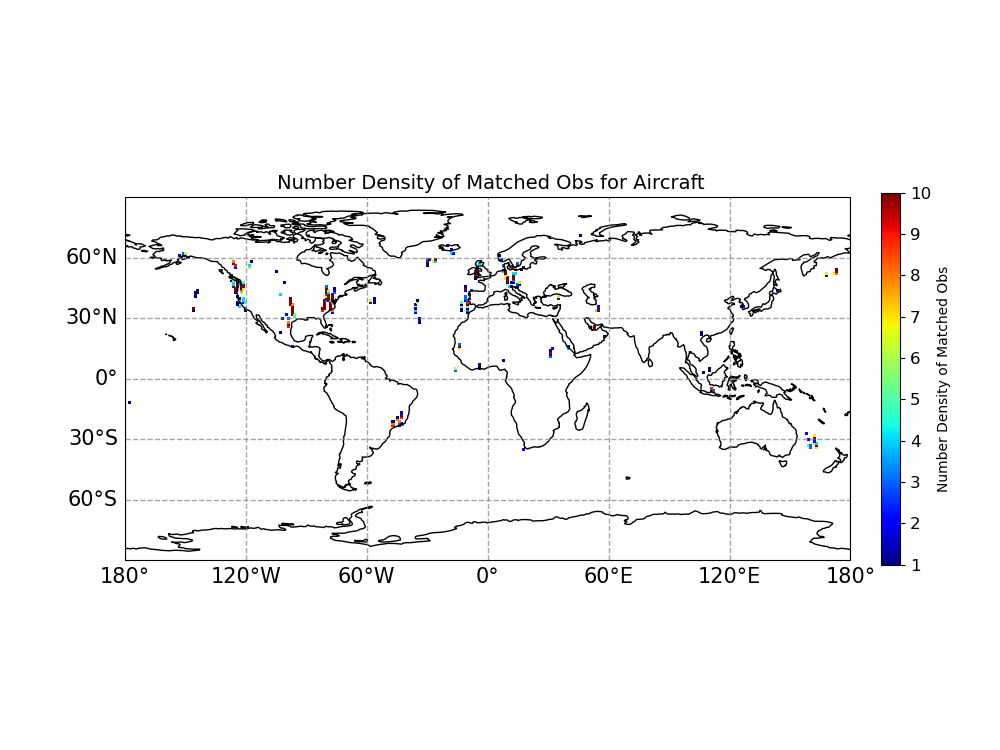 Number Density of Matched Obs for Aircraft
60°N
30°N
0°
30°S
60°S
180°
120°W
60°W
0°
60°E
120°E
180°
10
9
8
7
6
5
4
3
2
1
Number Density of Matched Obs